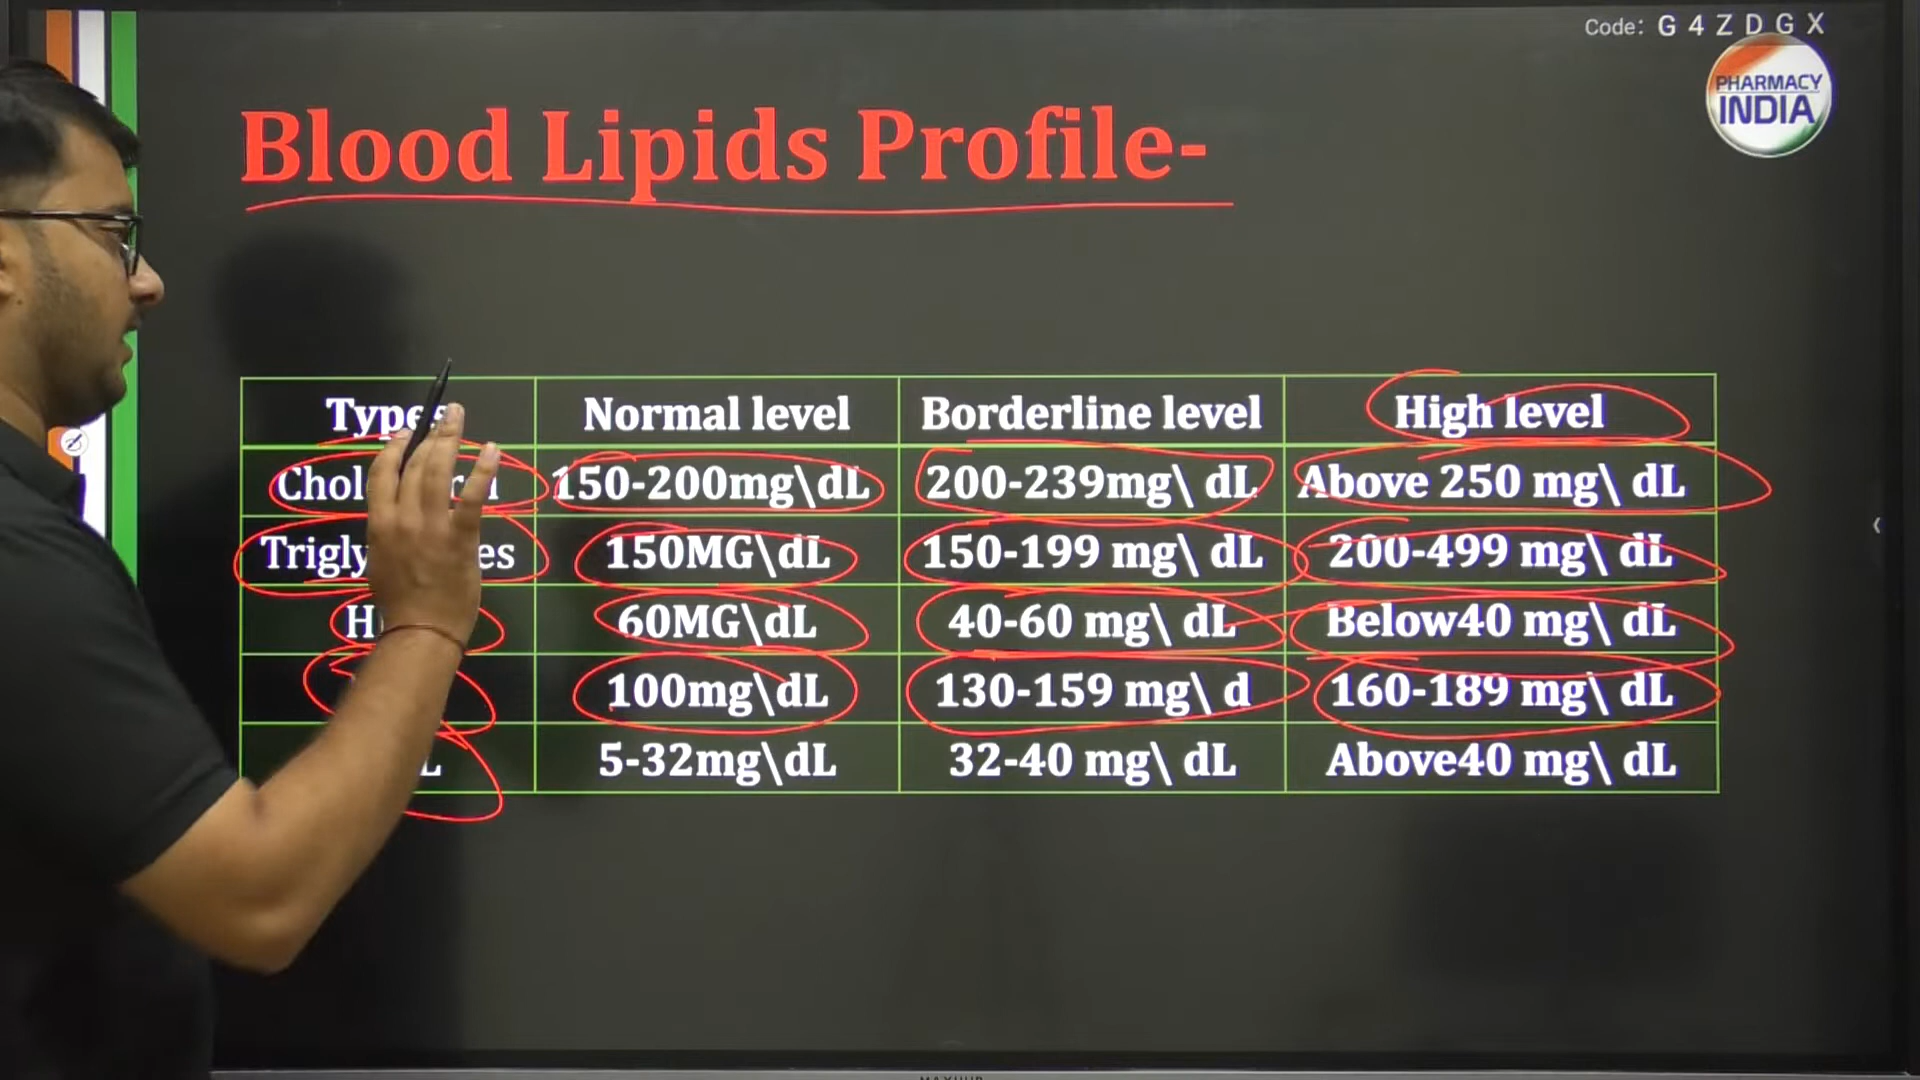 Code: G 4 Z D G X
PHARMACY
INDIA
Blood Lipids Profile-
Types Normal level Borderline level High level
150-200mg\dL 200-239mg\ dL Above 250 mg\ dL
150MG\dL 150-199 mg\ dL 200-499 mg\ dL
60MG\dL 40-60 mg\ dL Below40 mg\ dL
100mg\dL 130-159 mg\ d 160-189 mg\ dL
5-32mg\dL 32-40 mg\ dL Above40 mg\ dL